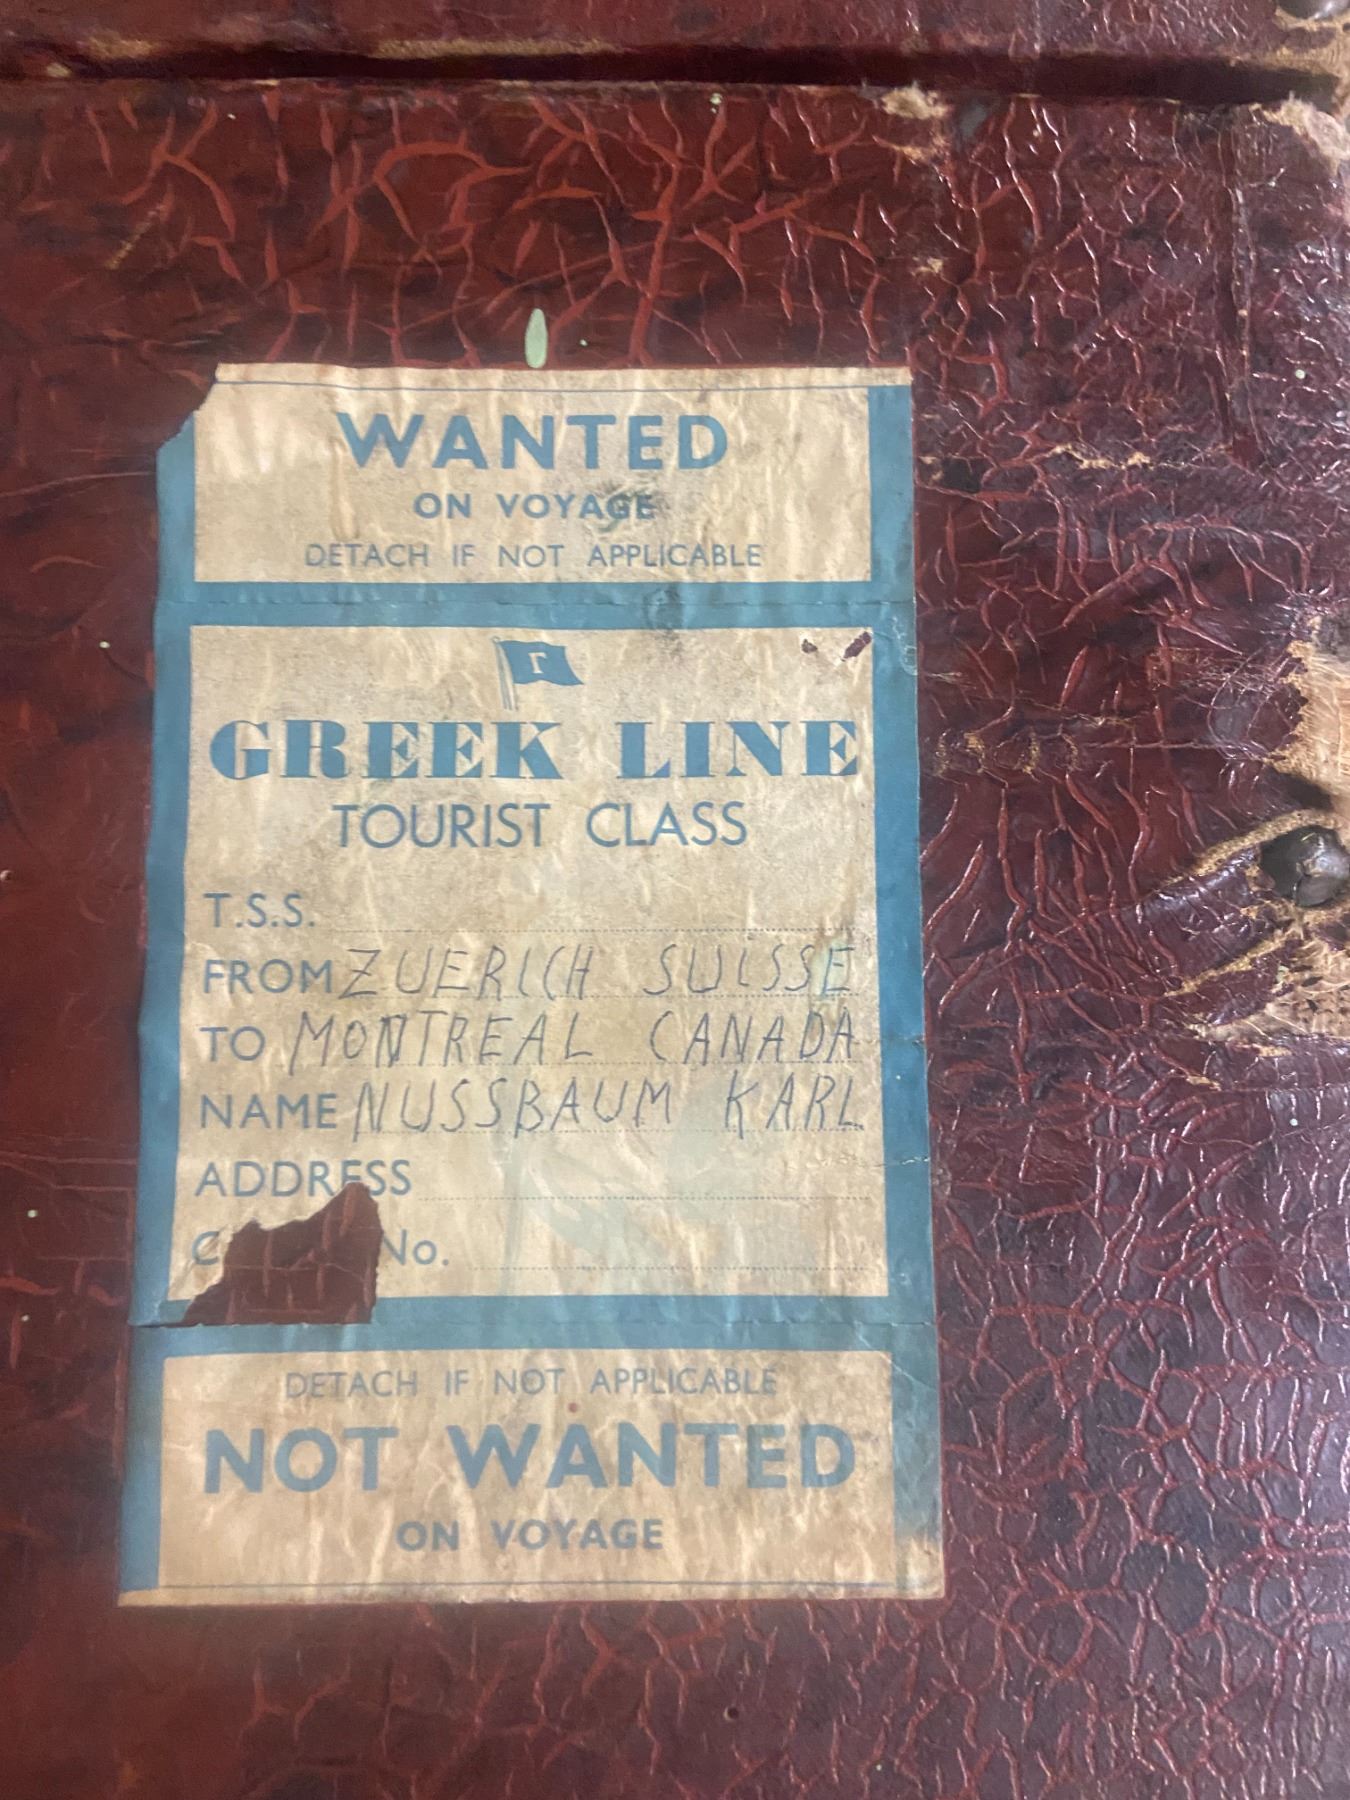 WANTED
ON VOYAGE
DETACH IF NOT APPLICABLE
Γ
GREEK LINE
TOURIST CLASS
T.S.S.
FROM ZUERICH SUISSE
TO MONTREAL CANADA
NAME NUSSBAUM KARL
ADDRESS
No.
DETACH IF NOT APPLICABLE
NOT WANTED
ON VOYAGE